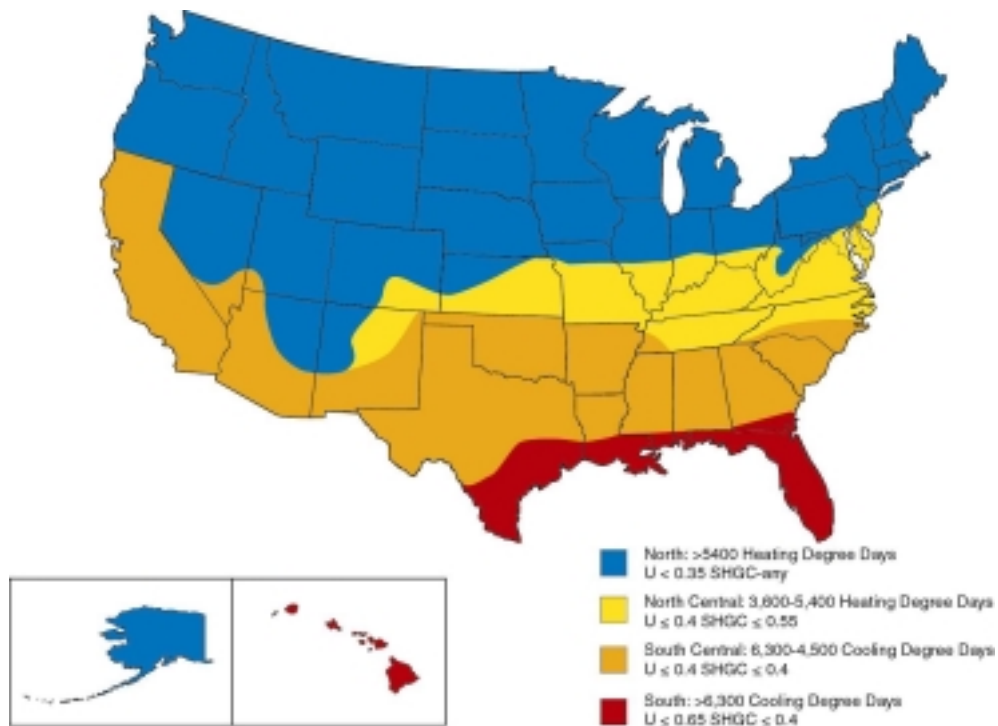 North: >5400 Heating Degree Days
U < 0.35 SHGC-any
North Central: 3,600-5,400 Heating Degree Days
U ≤ 0.4 SHGC ≤ 0.55
South Central: 6,300-4,500 Cooling Degree Days
U ≤ 0.4 SHGC ≤ 0.4
South: >6,300 Cooling Degree Days
U ≤ 0.65 SHGC ≤ 0.4